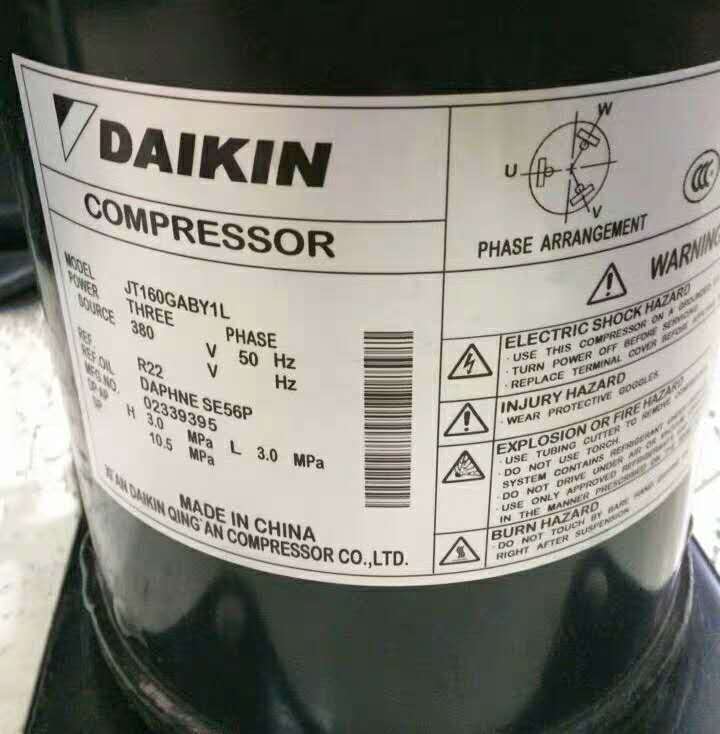 DAIKIN
COMPRESSOR
MODEL JT160GABY1L
POWER THREE PHASE
SOURCE 380 V 50 Hz
V Hz
REF. R22
REF. OIL DAPHNE SE56P
MFG NO. 02339395
H 3.0 MPa L 3.0 MPa
10.5 MPa
MADE IN CHINA
XI'AN DAIKIN QING'AN COMPRESSOR CO.,LTD.
W
U
V
PHASE ARRANGEMENT
CCC
WARNING
ELECTRIC SHOCK HAZARD
· USE THIS COMPRESSOR ON A GROUNDED
· TURN POWER OFF BEFORE SERVICING
· REPLACE TERMINAL COVER BEFORE
INJURY HAZARD
· WEAR PROTECTIVE GOGGLES.
EXPLOSION OR FIRE HAZARD
· USE TUBING CUTTER TO REMOVE
· DO NOT USE TORCH.
SYSTEM CONTAINS REFRIGERANT
· DO NOT DRIVE UNDER AIR OR
· USE ONLY APPROVED REFRIGERANT
IN THE MANNER PRESCRIBED
BURN HAZARD
· DO NOT TOUCH BY BARE HAND
RIGHT AFTER SUSPENSION.